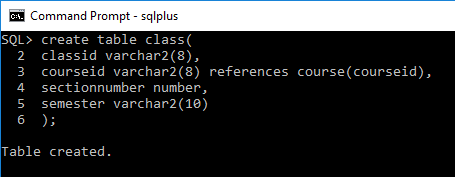 Command Prompt - sqlplus
SQL> create table class(
2 classid varchar2(8),
3 courseid varchar2(8) references course(courseid),
4 sectionnumber number,
5 semester varchar2(10)
6 );
Table created.